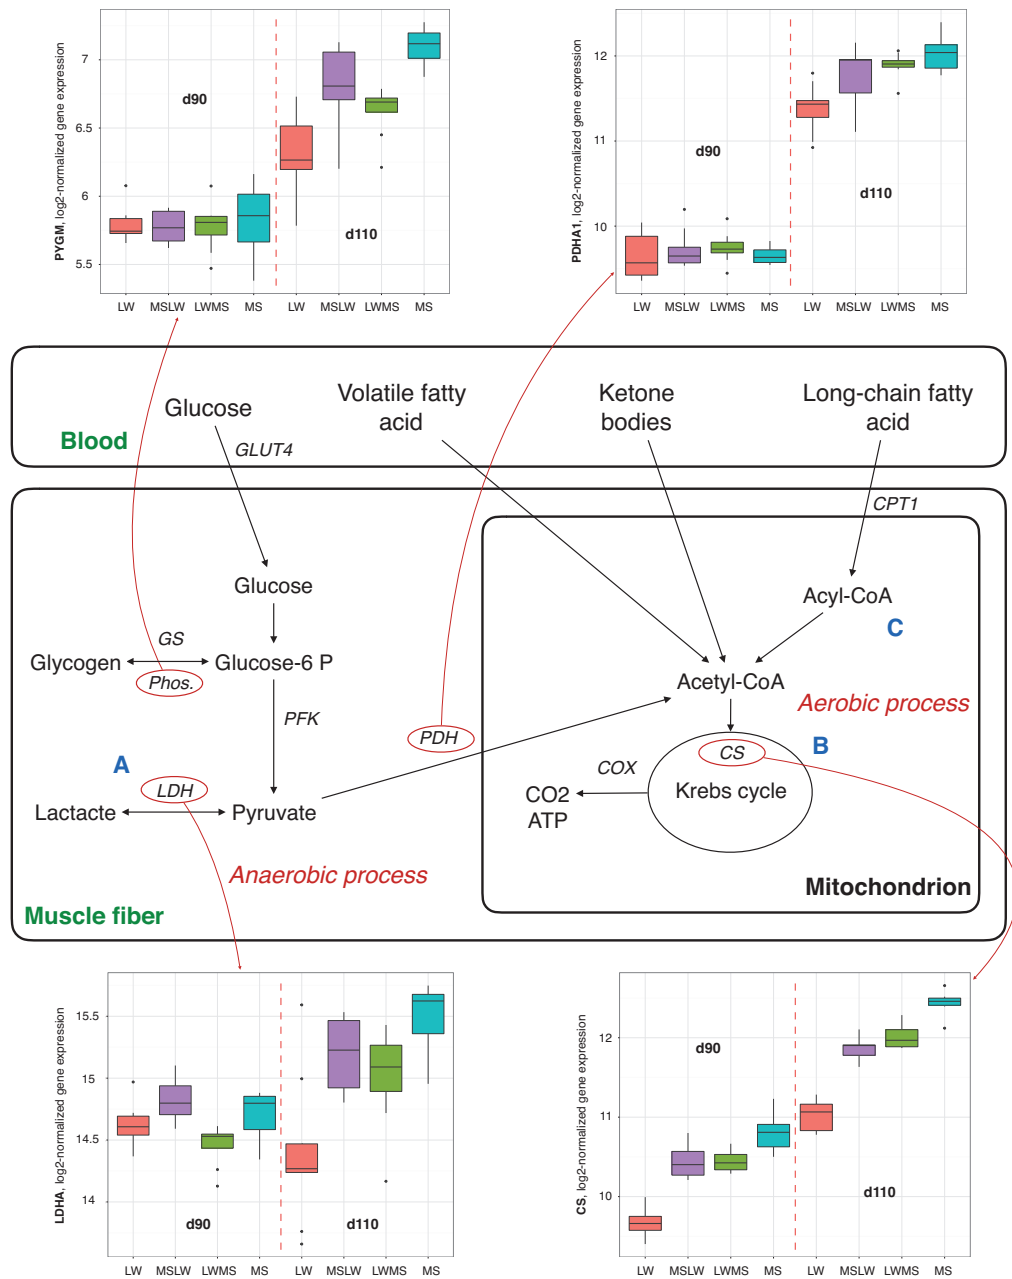 PYGM, log2-normalized gene expression
7
6.5
6
5.5
d90
d110
LW MSLW LWMS MS LW MSLW LWMS MS
PDHA1, log2-normalized gene expression
12
11
10
d90
d110
LW MSLW LWMS MS LW MSLW LWMS MS
Blood
Glucose
Volatile fatty
acid
Ketone
bodies
Long-chain fatty
acid
GLUT4
CPT1
Glucose
Acyl-CoA
C
GS
Glycogen
Glucose-6 P
Phos.
Acetyl-CoA
Aerobic process
PFK
PDH
CS
B
A
COX
LDH
Krebs cycle
CO2
ATP
Lactacte
Pyruvate
Anaerobic process
Mitochondrion
Muscle fiber
LDHA, log2-normalized gene expression
15.5
15
14.5
14
d90
d110
LW MSLW LWMS MS LW MSLW LWMS MS
CS, log2-normalized gene expression
12
11
10
d90
d110
LW MSLW LWMS MS LW MSLW LWMS MS